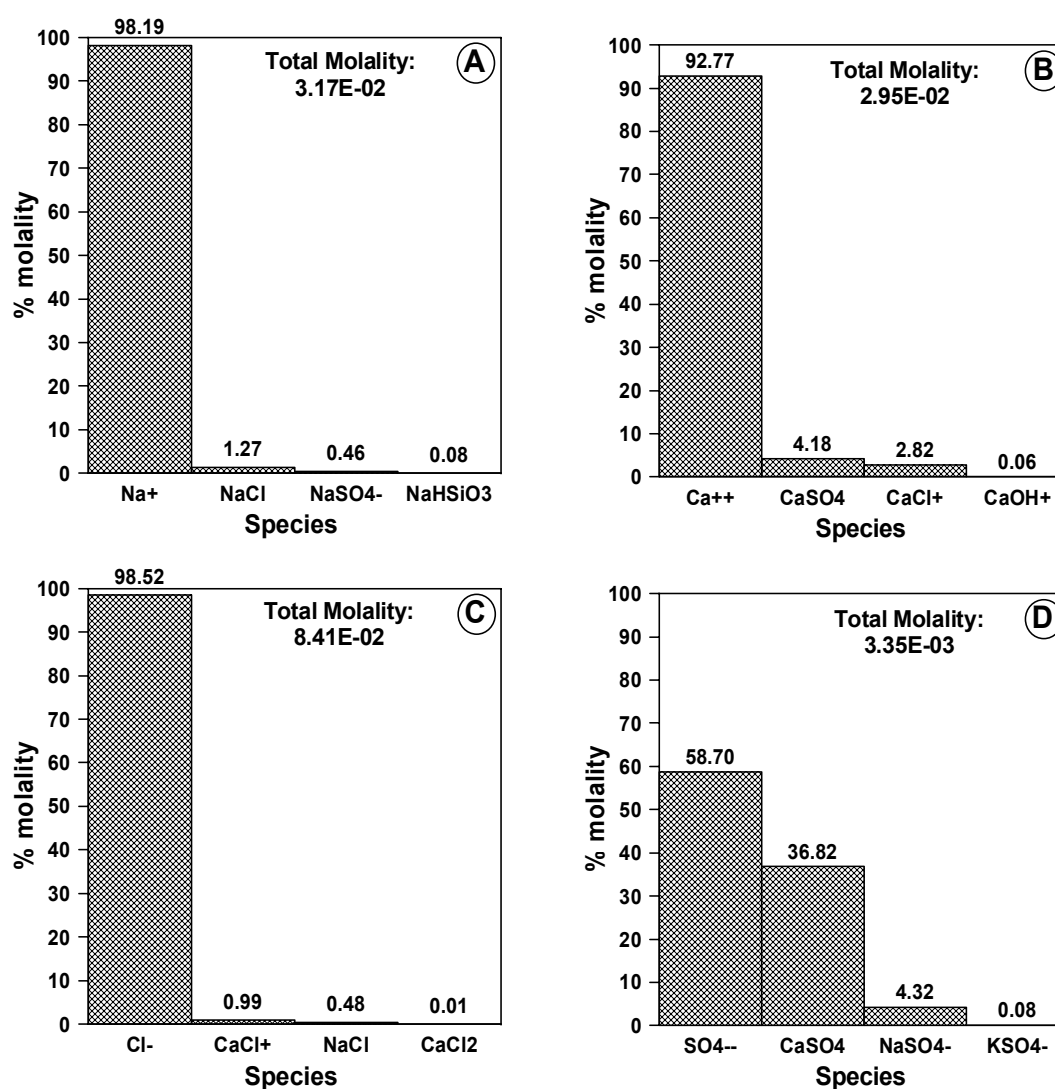 98.19
100
90
80
70
60
50
40
30
20
10
0
% molality
Total Molality:
3.17E-02
A
1.27
0.46
0.08
Na+ NaCl NaSO4- NaHSiO3
Species
92.77
100
90
80
70
60
50
40
30
20
10
0
% molality
Total Molality:
2.95E-02
B
4.18
2.82
0.06
Ca++ CaSO4 CaCl+ CaOH+
Species
98.52
100
90
80
70
60
50
40
30
20
10
0
% molality
Total Molality:
8.41E-02
C
0.99
0.48
0.01
Cl- CaCl+ NaCl CaCl2
Species
100
90
80
70
60
50
40
30
20
10
0
% molality
Total Molality:
3.35E-03
D
58.70
36.82
4.32
0.08
SO4-- CaSO4 NaSO4- KSO4-
Species